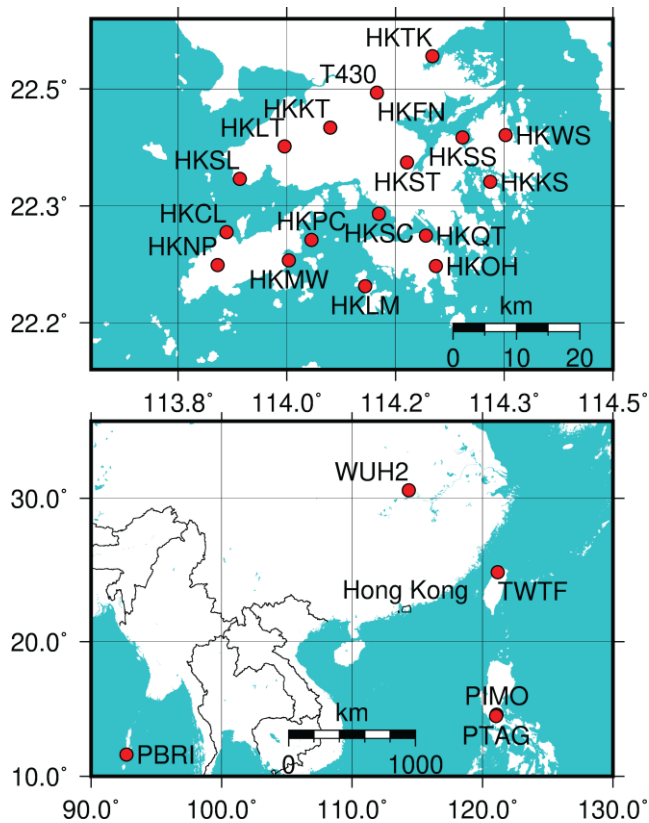 HKTK
T430
22.5°
HKKT
HKFN
HKLT
HKWS
HKSS
HKSL
HKST
HKKS
22.3°
HKCL
HKPC
HKSC
HKQT
HKNP
HKOH
HKMW
HKLM
km
22.2°
0 10 20
113.8° 114.0° 114.2° 114.3° 114.5°
WUH2
30.0°
Hong Kong
TWTF
20.0°
PIMO
km
PTAG
PBRI
0 1000
10.0°
90.0° 100.0° 110.0° 120.0° 130.0°